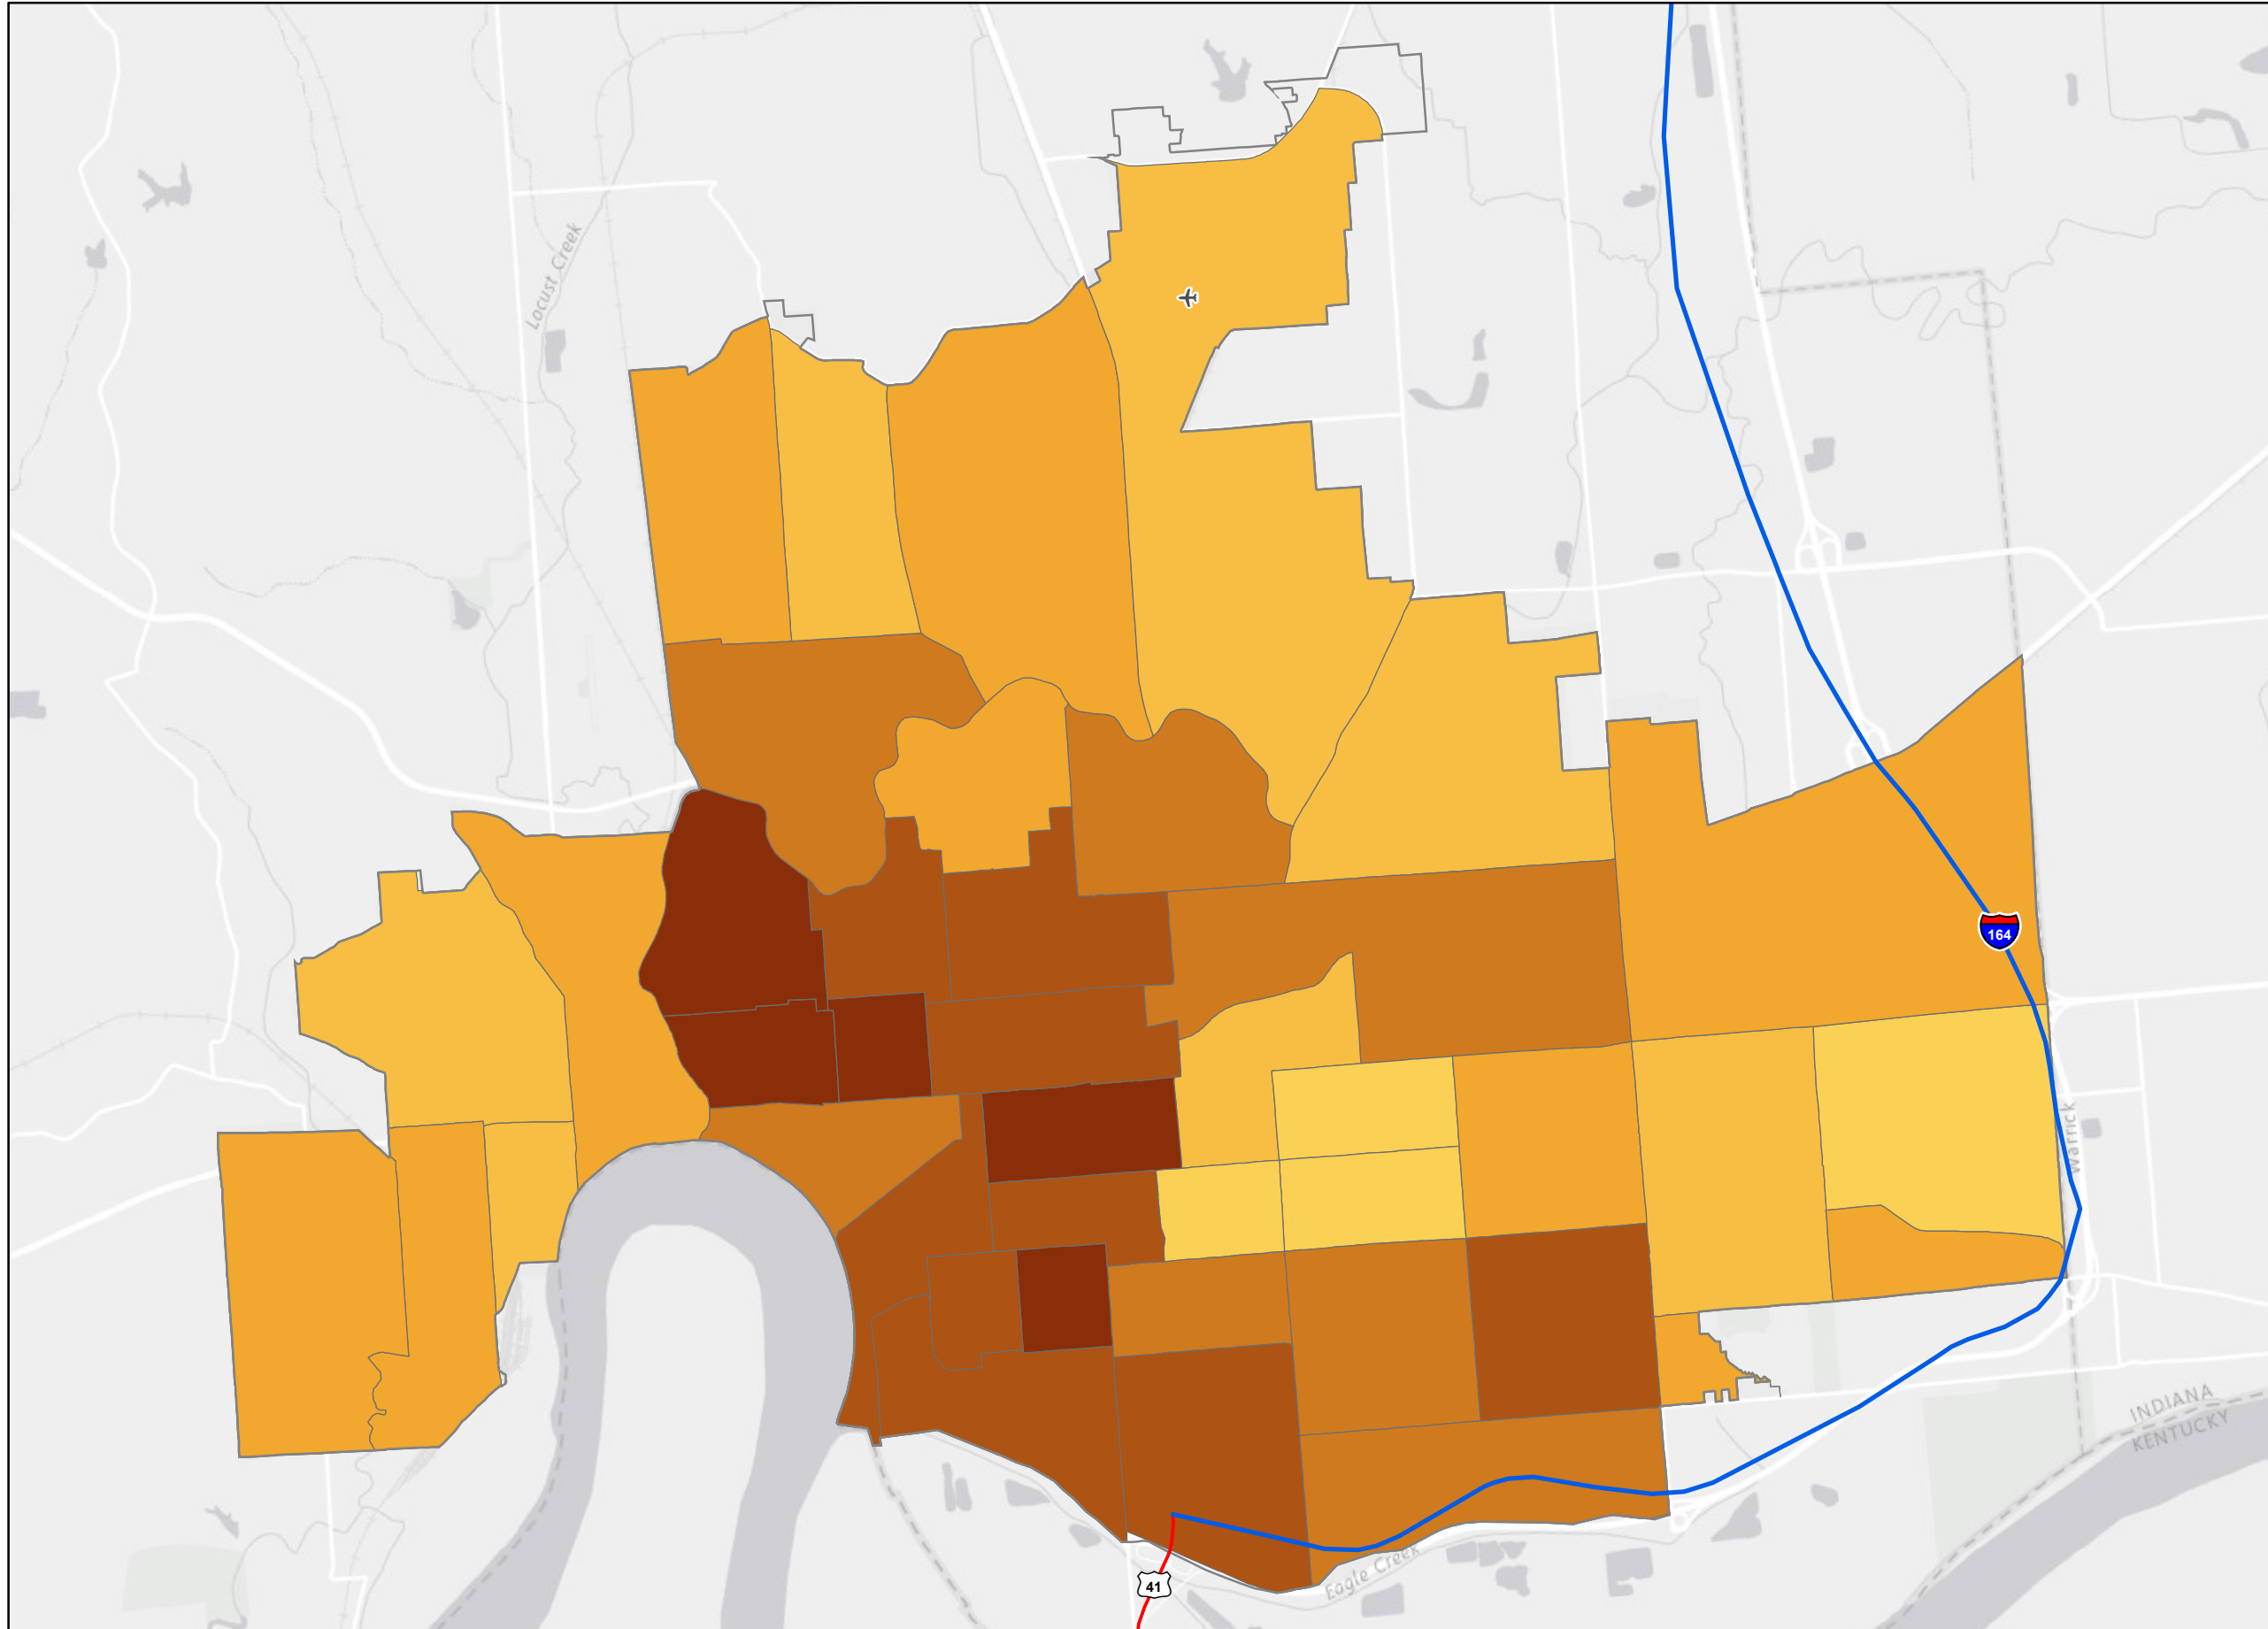 Locust Creek
164
Warrick
INDIANA
KENTUCKY
Eagle Creek
41